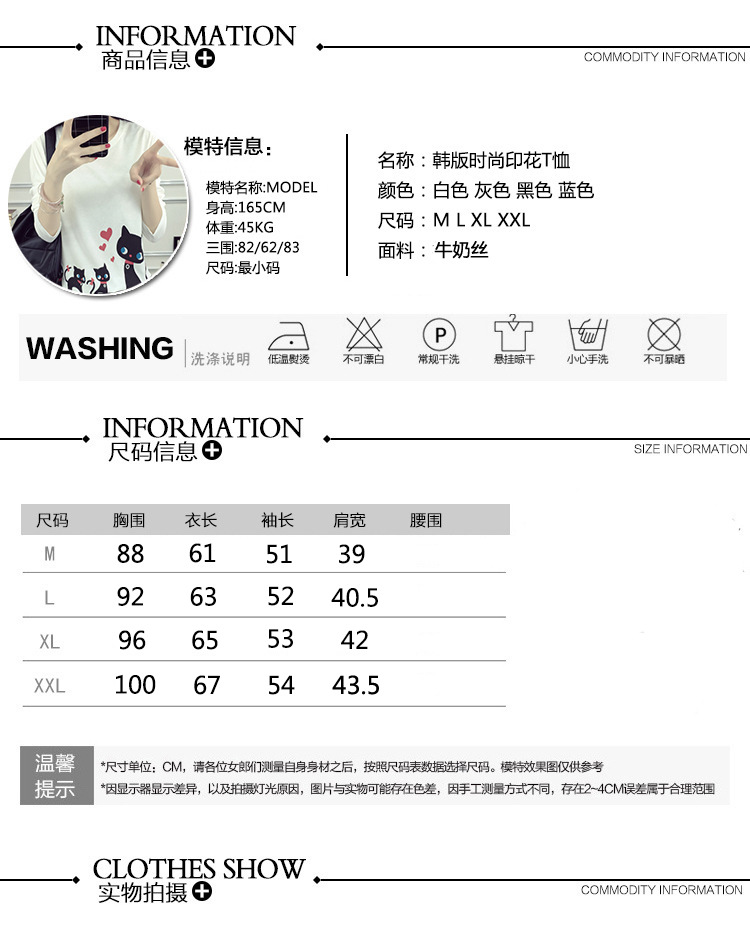 INFORMATION
商品信息
COMMODITY INFORMATION
模特信息：
模特名称:MODEL
身高:165CM
体重:45KG
三围:82/62/83
尺码:最小码
名称：韩版时尚印花T恤
颜色：白色 灰色 黑色 蓝色
尺码：M L XL XXL
面料：牛奶丝
WASHING 洗涤说明
P
低温熨烫 不可漂白 常规干洗 悬挂晾干 小心手洗 不可暴晒
INFORMATION
尺码信息
SIZE INFORMATION
尺码 胸围 衣长 袖长 肩宽 腰围
M 88 61 51 39
L 92 63 52 40.5
XL 96 65 53 42
XXL 100 67 54 43.5
温馨
提示
*尺寸单位：CM，请各位女郎们测量自身身材之后，按照尺码表数据选择尺码。模特效果图仅供参考
*因显示器显示差异，以及拍摄灯光原因，图片与实物可能存在色差，因手工测量方式不同，存在2~4CM误差属于合理范围
CLOTHES SHOW
实物拍摄
COMMODITY INFORMATION